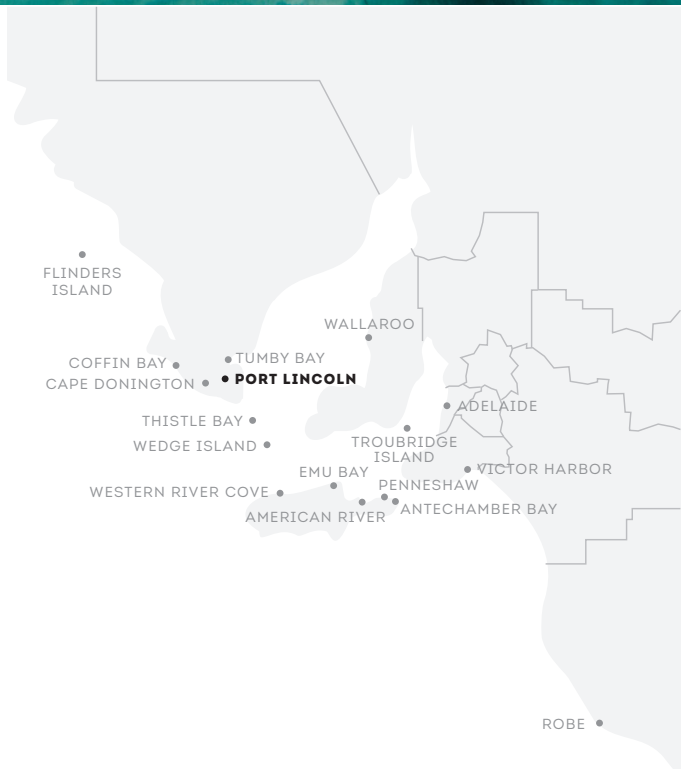 FLINDERS
ISLAND
WALLAROO
COFFIN BAY
TUMBY BAY
CAPE DONINGTON
PORT LINCOLN
ADELAIDE
THISTLE BAY
WEDGE ISLAND
TROUBRIDGE
ISLAND
VICTOR HARBOR
EMU BAY
PENNESHAW
WESTERN RIVER COVE
AMERICAN RIVER
ANTECHAMBER BAY
ROBE